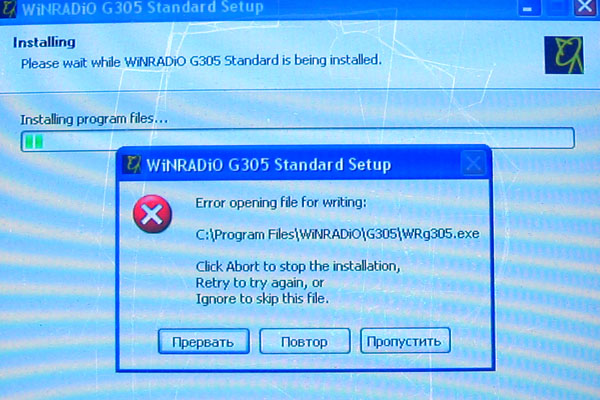 WiNRADiO G305 Standard Setup
Installing
Please wait while WiNRADiO G305 Standard is being installed.
Installing program files...
WiNRADiO G305 Standard Setup
Error opening file for writing:
C:\Program Files\WiNRADiO\G305\WRg305.exe
Click Abort to stop the installation,
Retry to try again, or
Ignore to skip this file.
Прервать Повтор Пропустить